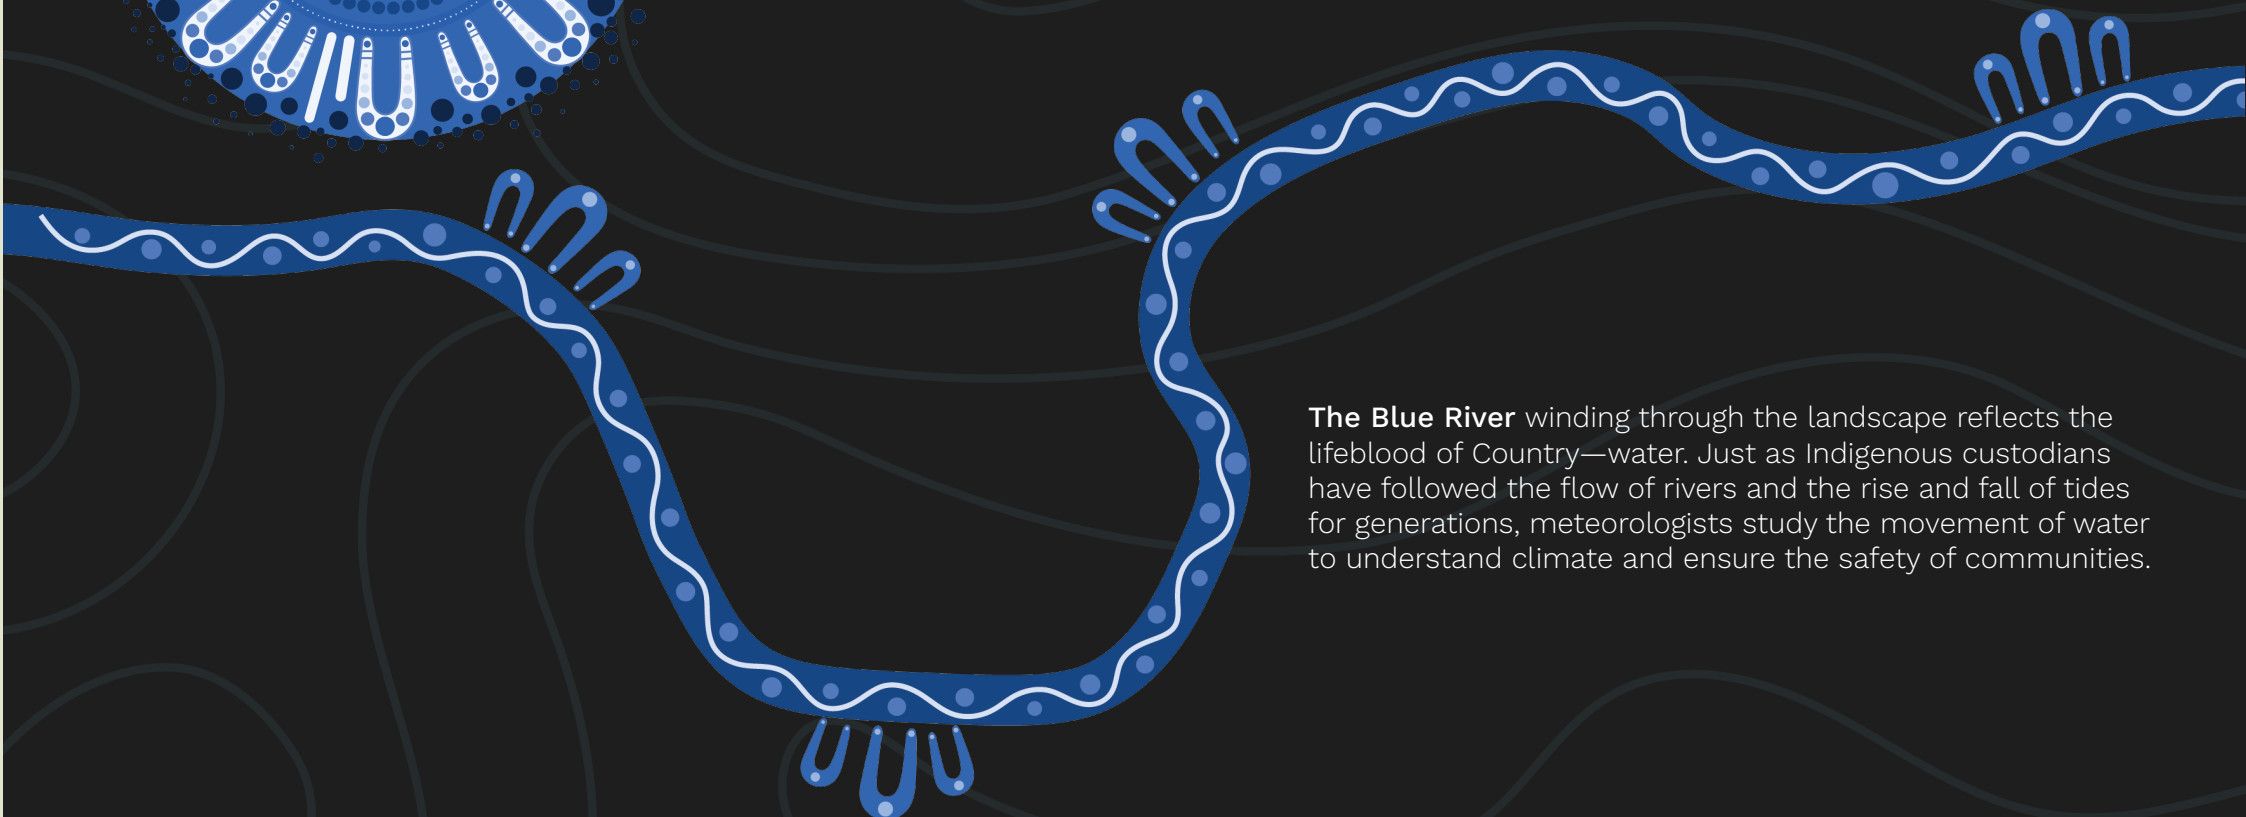 The Blue River winding through the landscape reflects the
lifeblood of Country—water. Just as Indigenous custodians
have followed the flow of rivers and the rise and fall of tides
for generations, meteorologists study the movement of water
to understand climate and ensure the safety of communities.